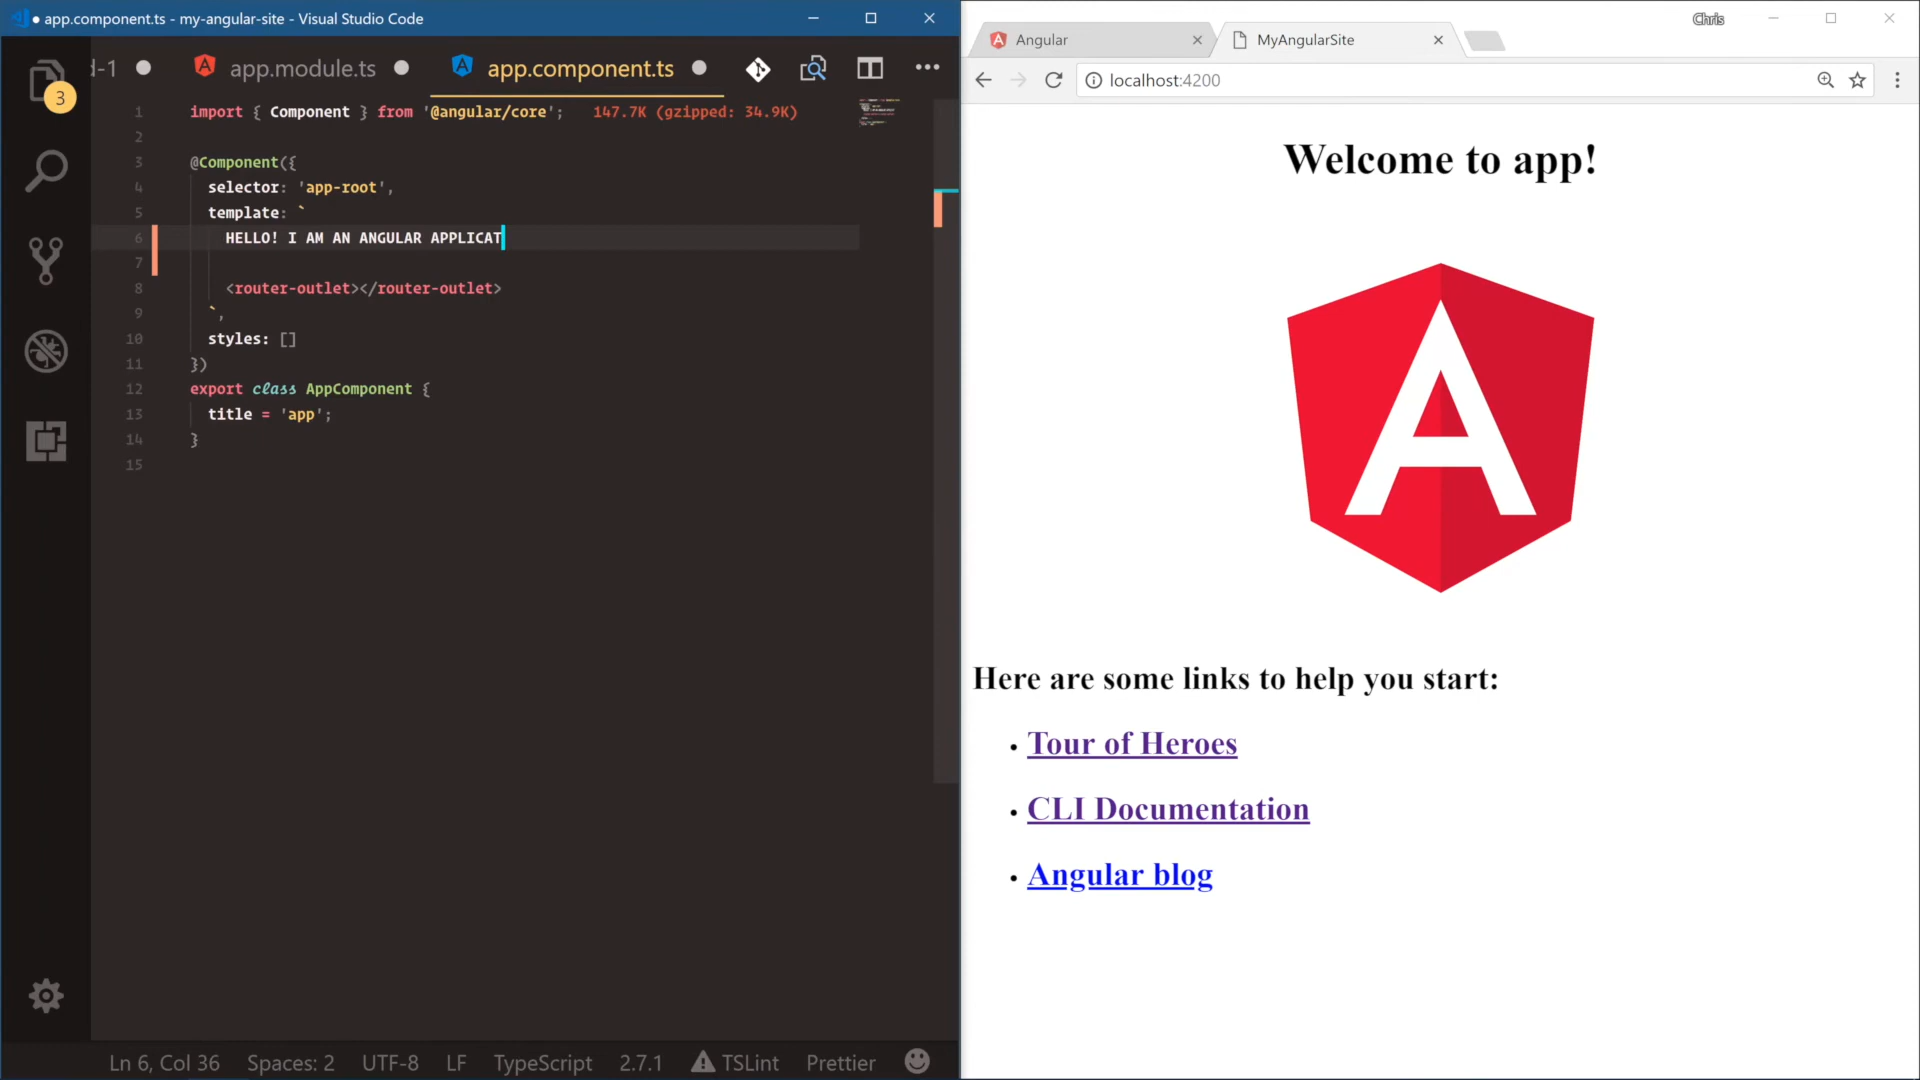 app.component.ts - my-angular-site - Visual Studio Code
3
d-1
app.module.ts
app.component.ts
1 import { Component } from '@angular/core'; 147.7K (gzipped: 34.9K)
2
3 @Component({
4 selector: 'app-root',
5 template: `
6 HELLO! I AM AN ANGULAR APPLICAT
7
8 <router-outlet></router-outlet>
9 `,
10 styles: []
11 })
12 export class AppComponent {
13 title = 'app';
14 }
15
Ln 6, Col 36 Spaces: 2 UTF-8 LF TypeScript 2.7.1 TSLint Prettier
Chris
Angular
MyAngularSite
localhost:4200
Welcome to app!
A
Here are some links to help you start:
• Tour of Heroes
• CLI Documentation
• Angular blog